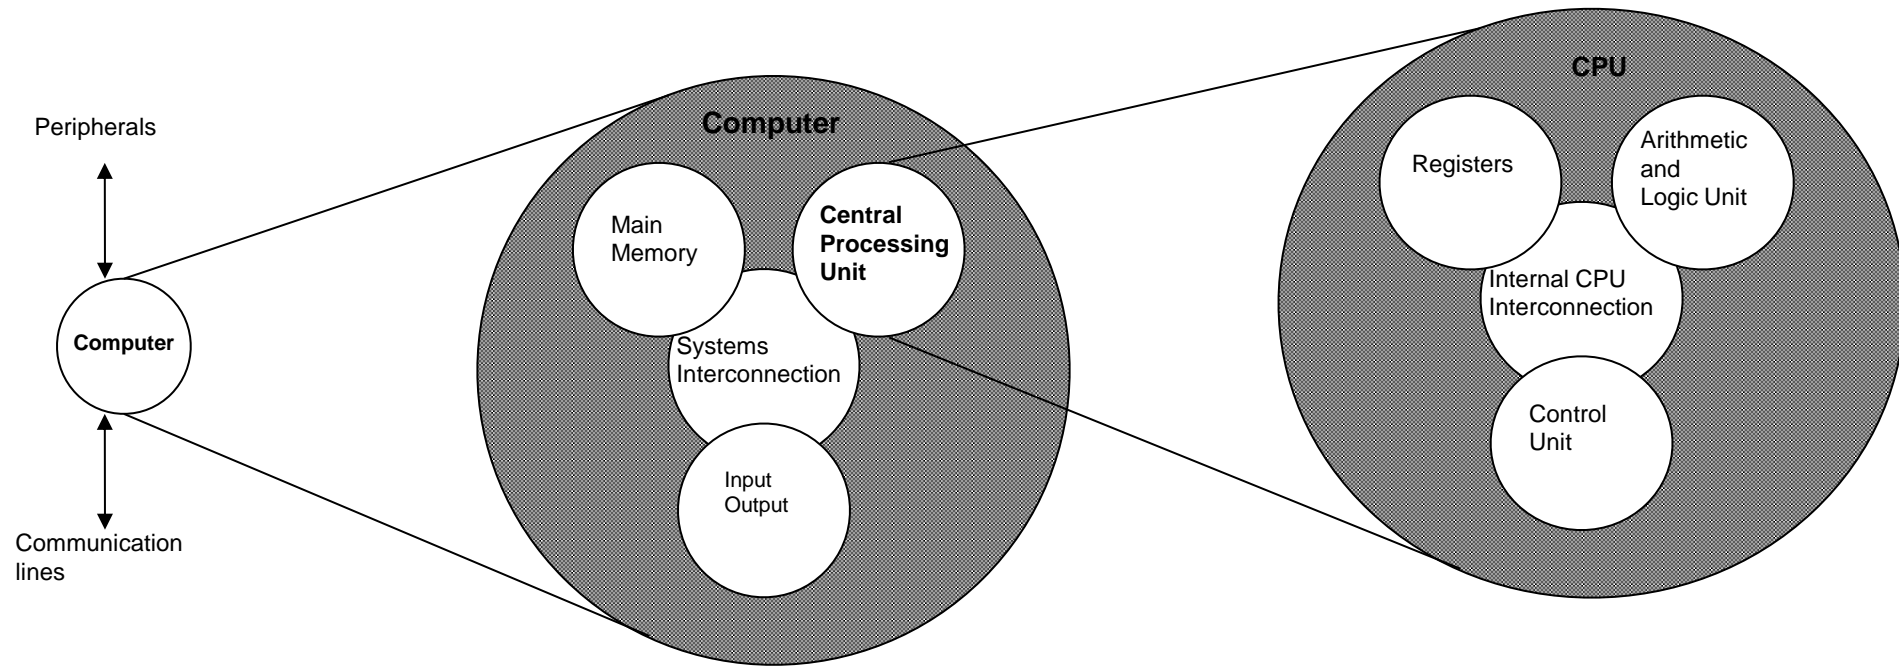 Peripherals
Computer
Communication
lines
Computer
Main
Memory
Central
Processing
Unit
Systems
Interconnection
Input
Output
CPU
Registers
Arithmetic
and
Logic Unit
Internal CPU
Interconnection
Control
Unit